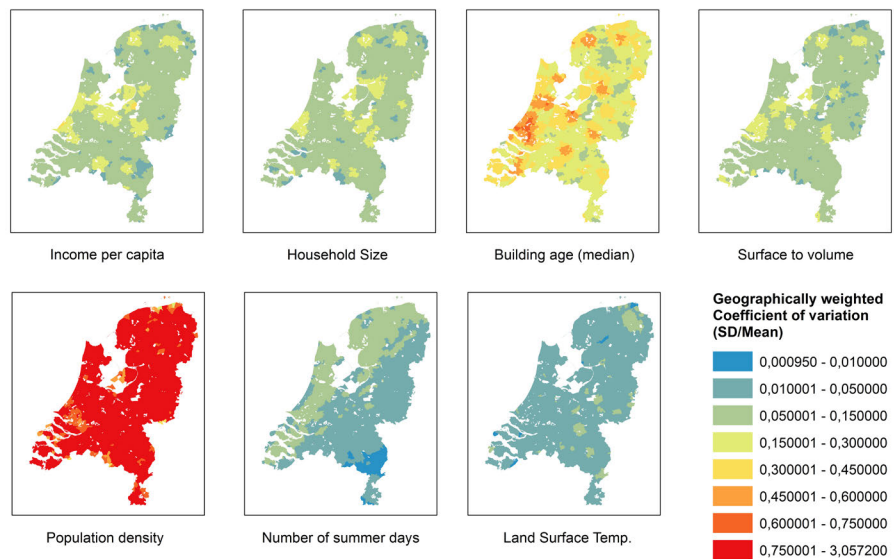 Income per capita
Household Size
Building age (median)
Surface to volume
Population density
Number of summer days
Land Surface Temp.
Geographically weighted
Coefficient of variation
(SD/Mean)
0,000950 - 0,010000
0,010001 - 0,050000
0,050001 - 0,150000
0,150001 - 0,300000
0,300001 - 0,450000
0,450001 - 0,600000
0,600001 - 0,750000
0,750001 - 3,057200